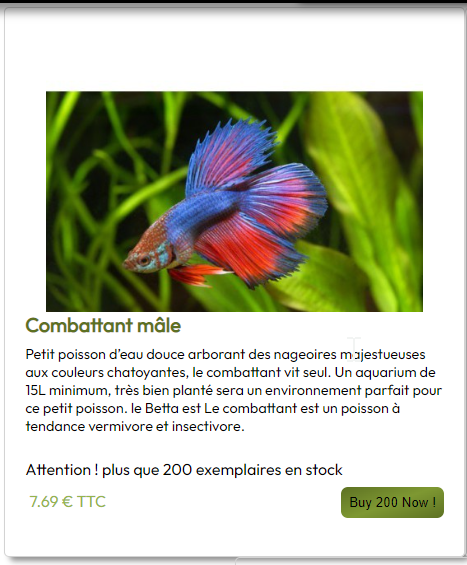 Combattant mâle
Petit poisson d'eau douce arborant des nageoires majestueuses
aux couleurs chatoyantes, le combattant vit seul. Un aquarium de
15L minimum, très bien planté sera un environnement parfait pour
ce petit poisson. le Betta est Le combattant est un poisson à
tendance vermivore et insectivore.
Attention ! plus que 200 exemplaires en stock
7.69 € TTC
Buy 200 Now !